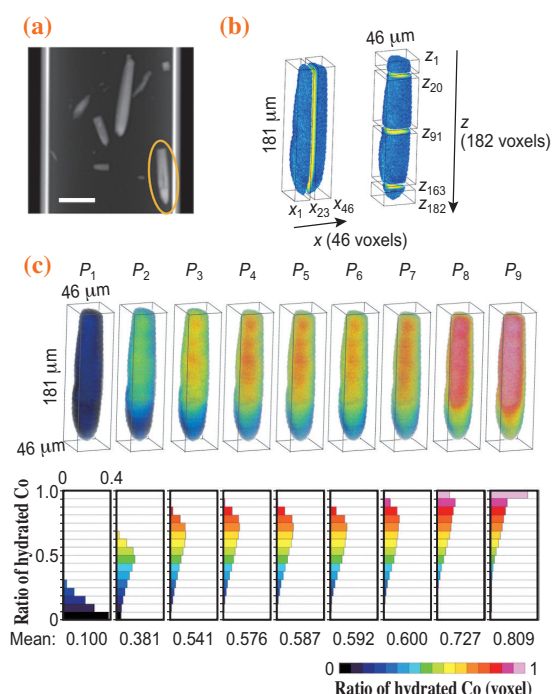 (a)
(b)
46 μm
z1
z20
z91
z163
z182
z
(182 voxels)
181 μm
x1 x23 x46
x (46 voxels)
(c)
P1 P2 P3 P4 P5 P6 P7 P8 P9
46 μm
181 μm
46 μm
0 0.4
1.0
0.5
0
Ratio of hydrated Co
Mean: 0.100 0.381 0.541 0.576 0.587 0.592 0.600 0.727 0.809
0 1
Ratio of hydrated Co (voxel)